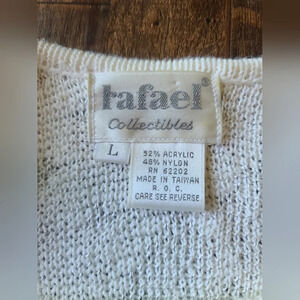 rafael®
Collectibles
L
52% ACRYLIC
48% NYLON
RN 62202
MADE IN TAIWAN
R. O. C.
CARE SEE REVERSE